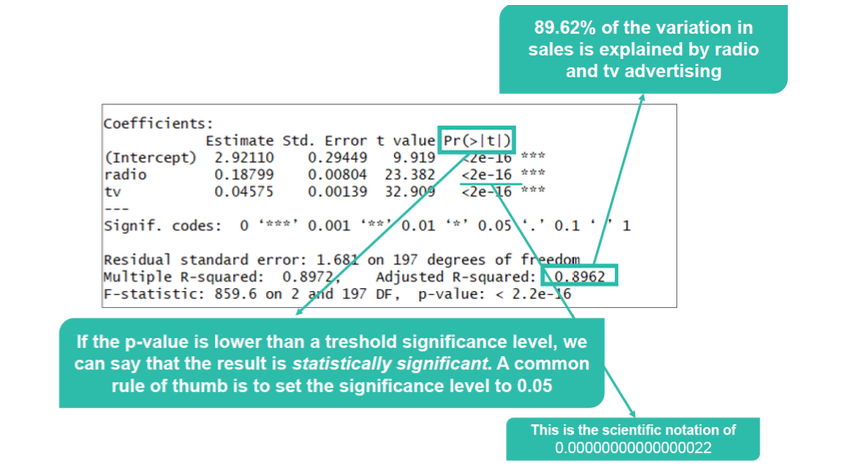 89.62% of the variation in
sales is explained by radio
and tv advertising
Coefficients:
Estimate Std. Error t value Pr(>|t|)
(Intercept) 2.92110 0.29449 9.919 <2e-16 ***
radio 0.18799 0.00804 23.382 <2e-16 ***
tv 0.04575 0.00139 32.909 <2e-16 ***
---
Signif. codes: 0 ‘***’ 0.001 ‘**’ 0.01 ‘*’ 0.05 ‘.’ 0.1 ‘ ’ 1
Residual standard error: 1.681 on 197 degrees of freedom
Multiple R-squared: 0.8972, Adjusted R-squared: 0.8962
F-statistic: 859.6 on 2 and 197 DF, p-value: < 2.2e-16
If the p-value is lower than a treshold significance level, we
can say that the result is statistically significant. A common
rule of thumb is to set the significance level to 0.05
This is the scientific notation of
0.00000000000000022